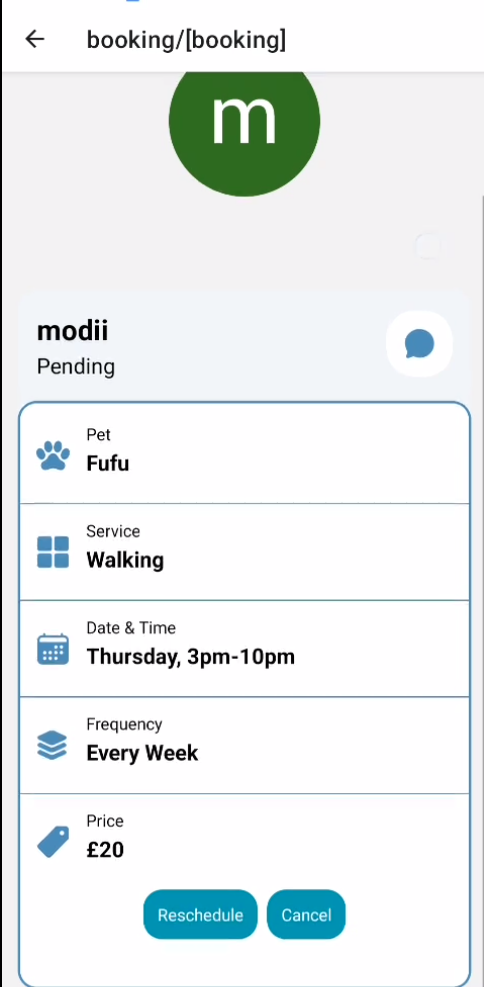 booking/[booking]
m
modii
Pending
Pet
Fufu
Service
Walking
Date & Time
Thursday, 3pm-10pm
Frequency
Every Week
Price
£20
Reschedule Cancel